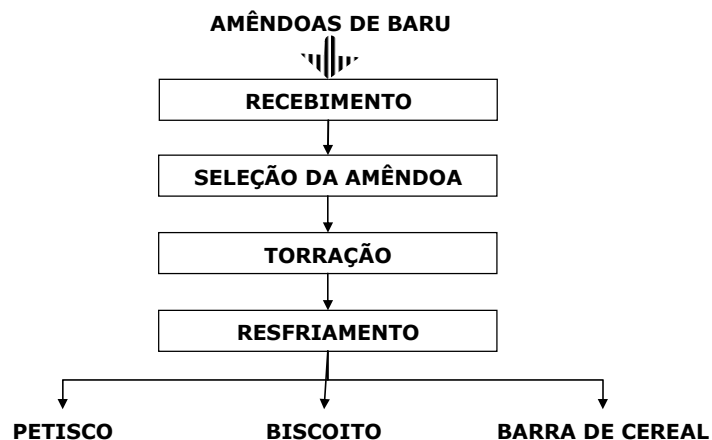 AMÊNDOAS DE BARU
RECEBIMENTO
SELEÇÃO DA AMÊNDOA
TORRAÇÃO
RESFRIAMENTO
PETISCO
BISCOITO
BARRA DE CEREAL